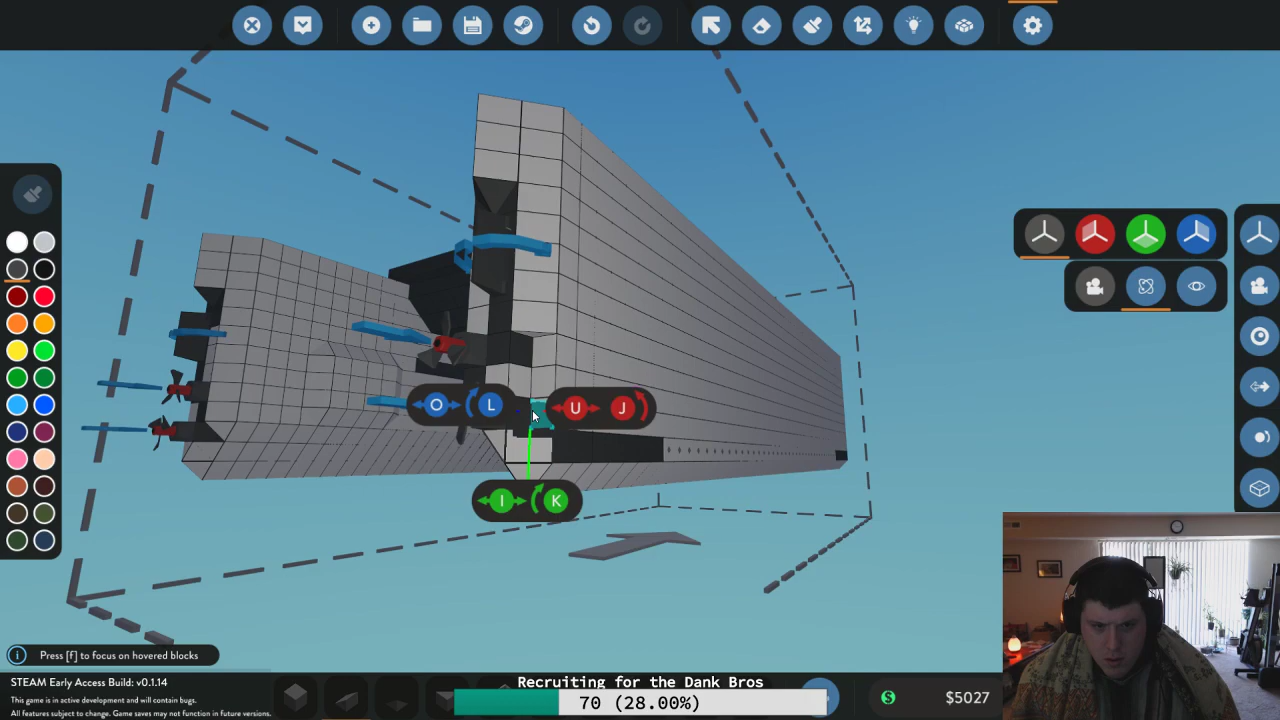 O L U J
I K
Press [f] to focus on hovered blocks
STEAM Early Access Build: v0.1.14
This game is in active development and will contain bugs.
All features subject to change. Game saves may not function in future versions.
Recruiting for the Dank Bros
70 (28.00%)
$ $5027